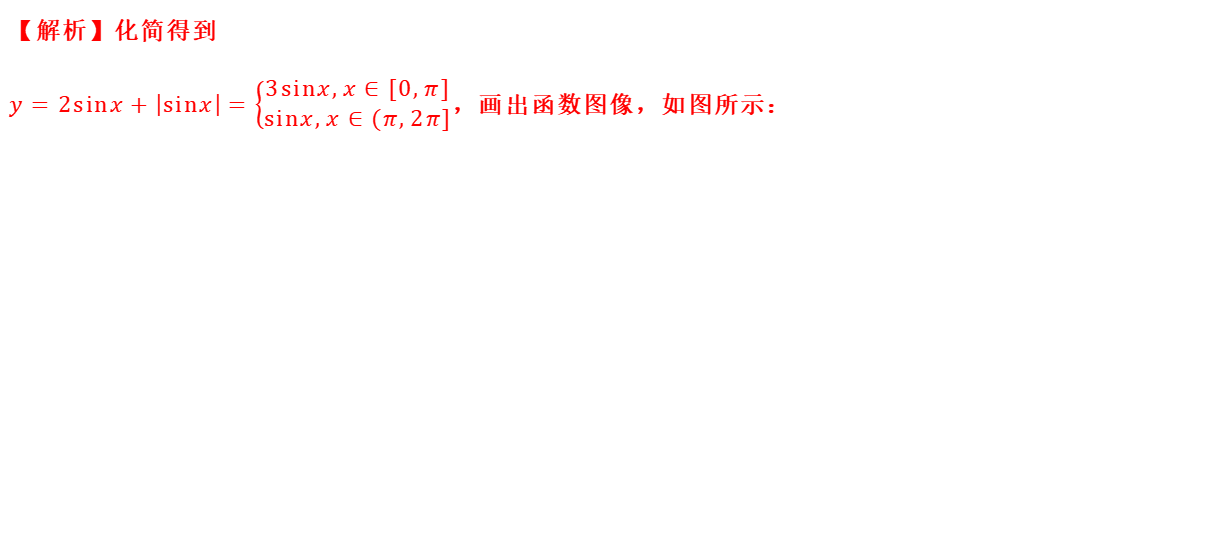 【解析】化简得到
y = 2sinx + |sinx| = {3sinx, x ∈ [0, π]
sinx, x ∈ (π, 2π]，画出函数图像，如图所示：